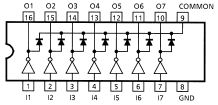 O1 O2 O3 O4 O5 O6 O7 COMMON
16 15 14 13 12 11 10 9
1 2 3 4 5 6 7 8
I1 I2 I3 I4 I5 I6 I7 GND